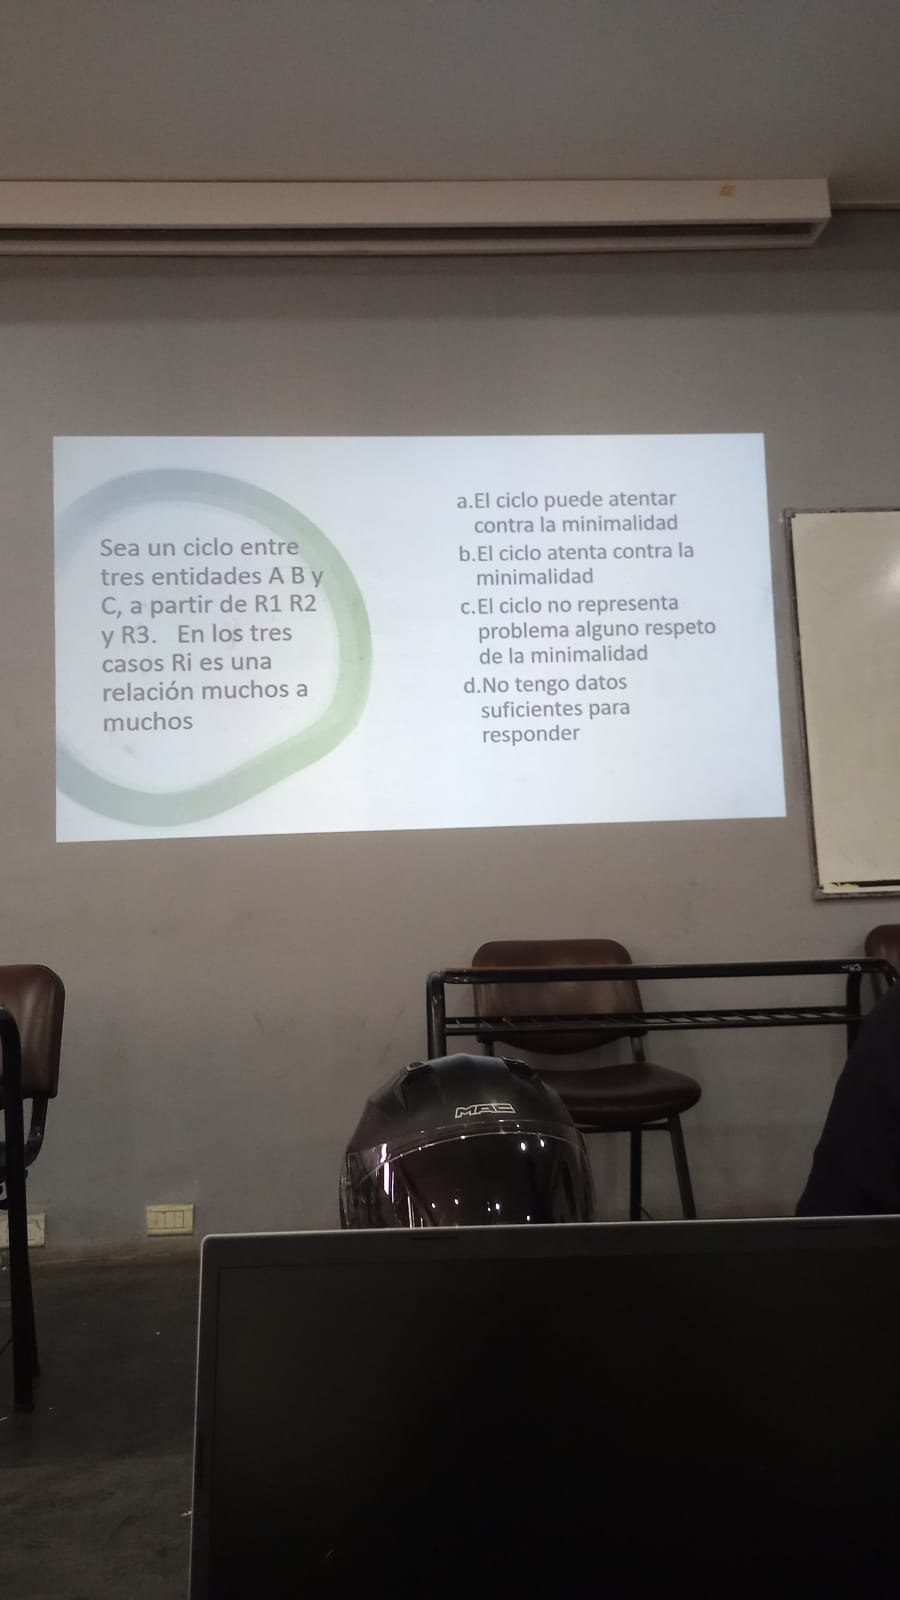 Sea un ciclo entre
tres entidades A B y
C, a partir de R1 R2
y R3. En los tres
casos Ri es una
relación muchos a
muchos
a.El ciclo puede atentar
contra la minimalidad
b.El ciclo atenta contra la
minimalidad
c.El ciclo no representa
problema alguno respeto
de la minimalidad
d.No tengo datos
suficientes para
responder
MAC